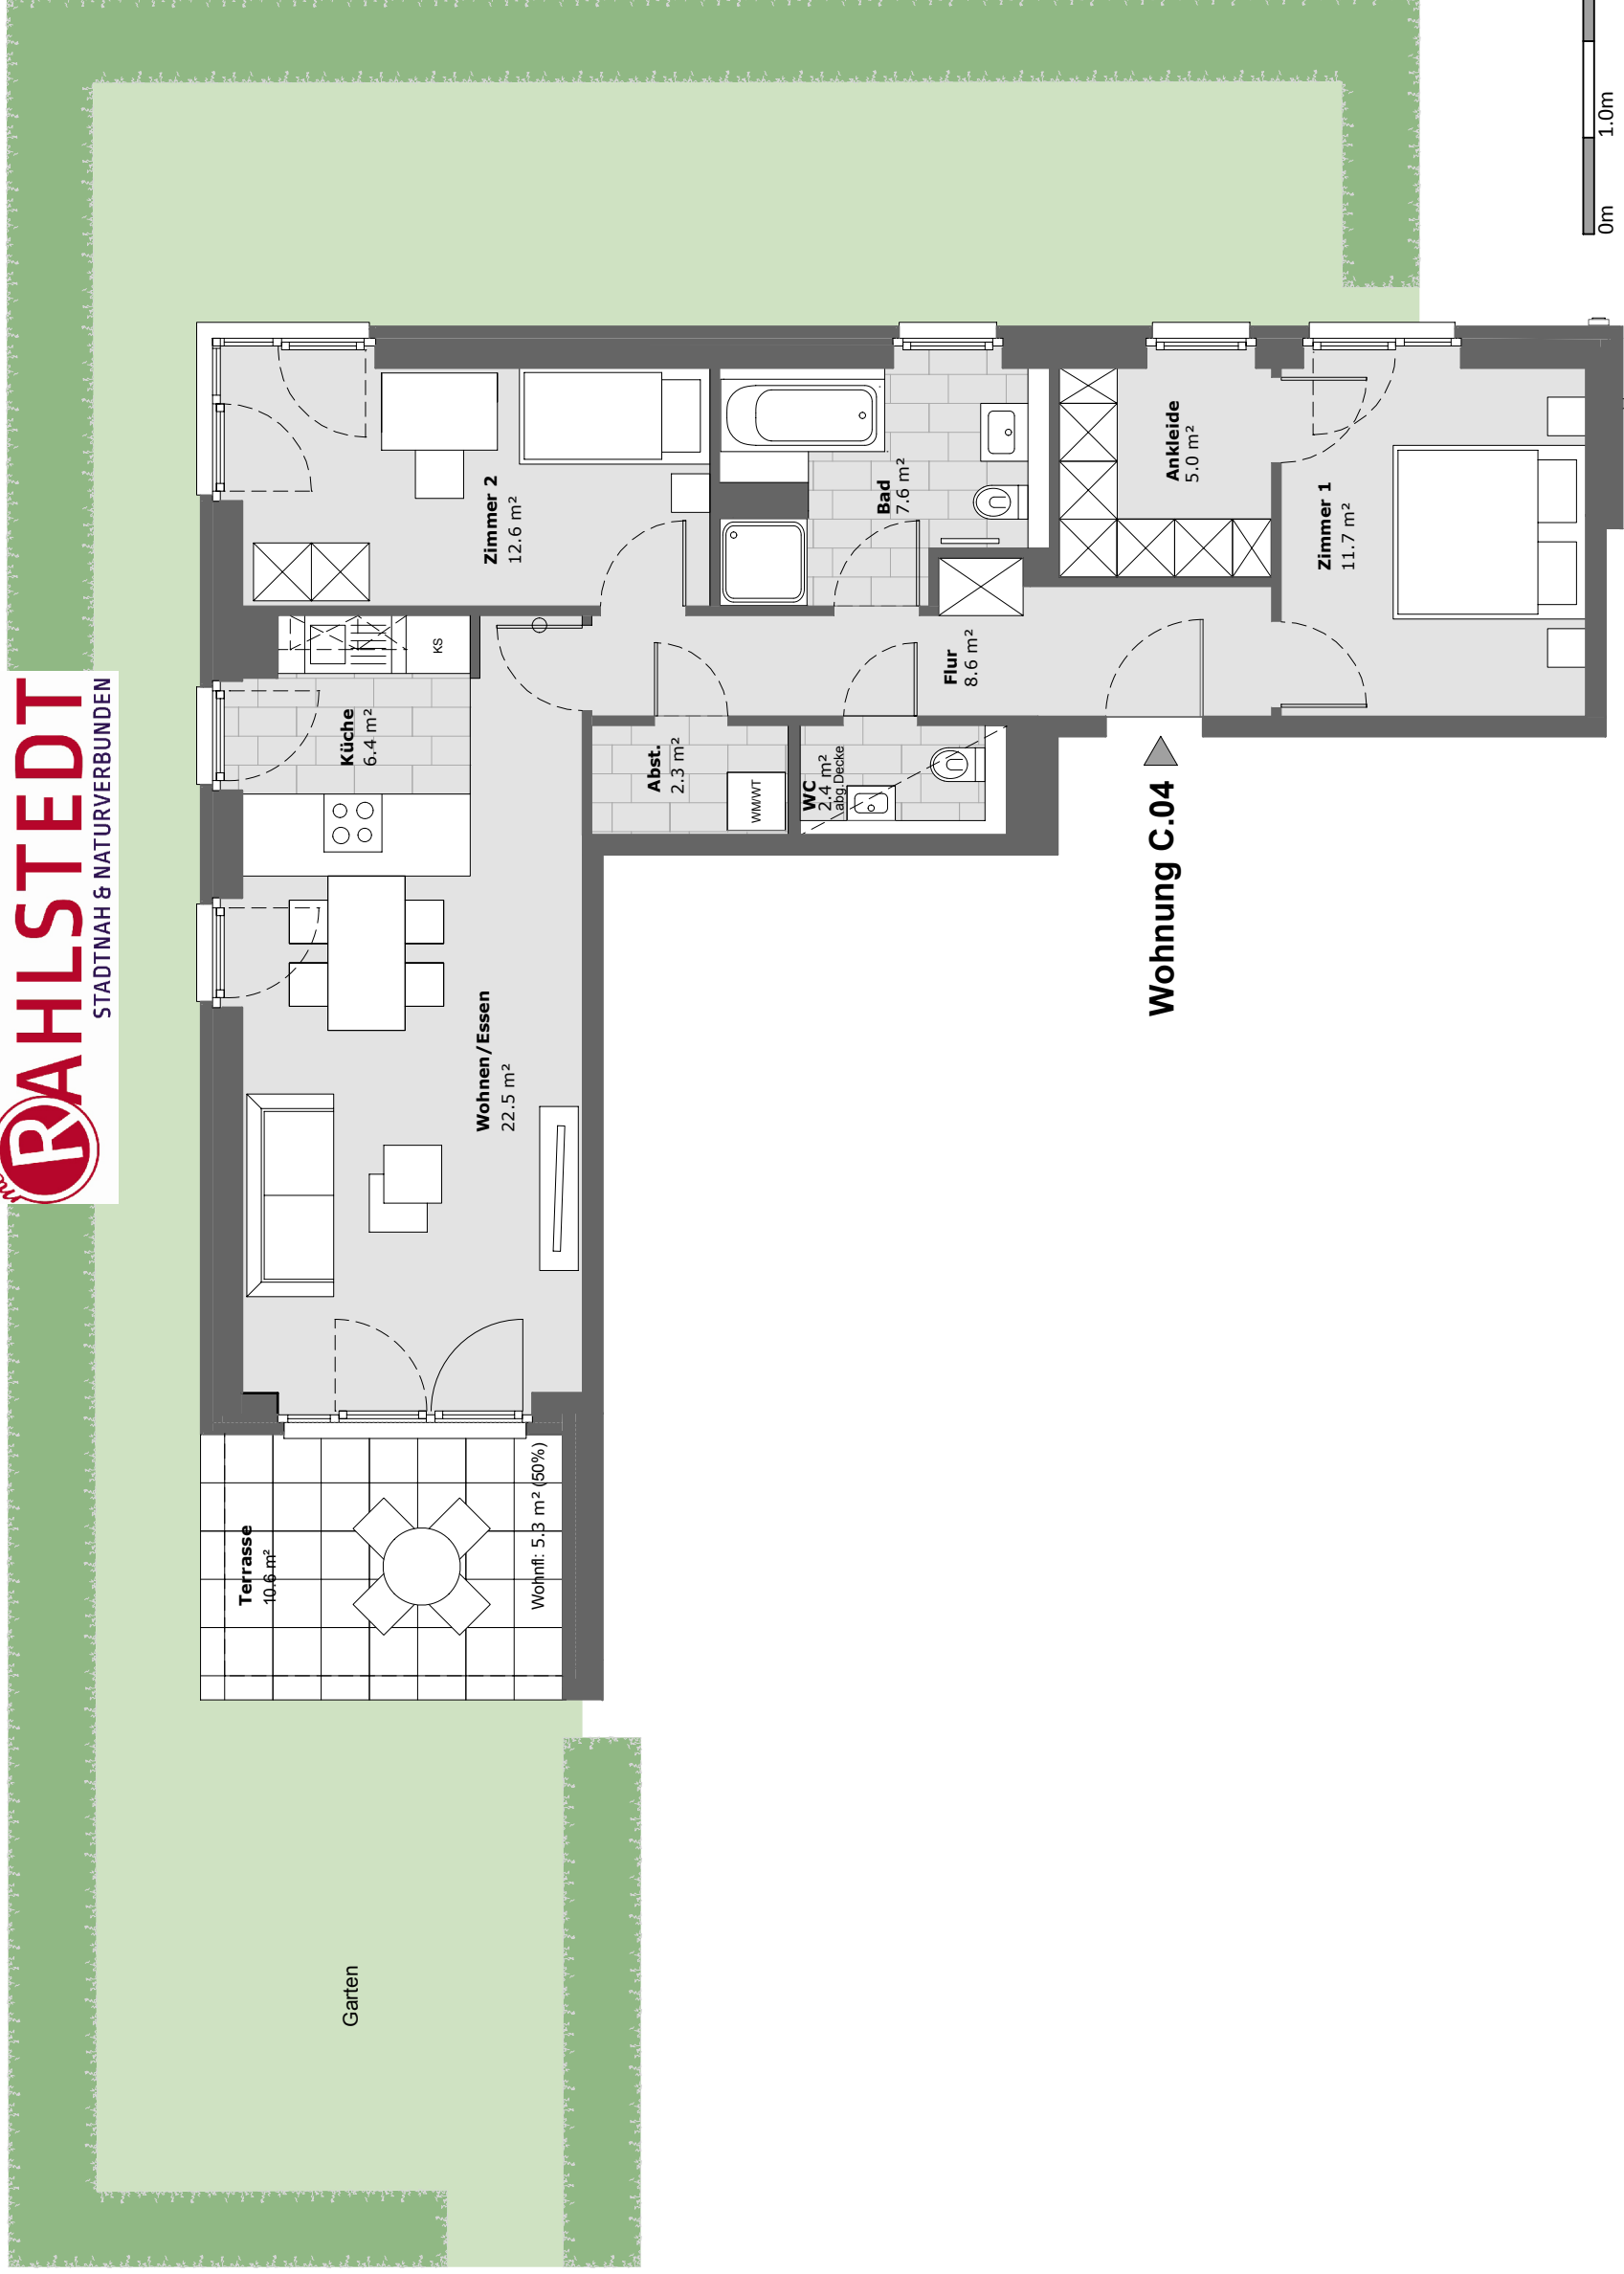 RAHLSTEDT
STADTNAH & NATURVERBUNDEN
Zimmer 2
12.6 m²
Küche
6.4 m²
KS
Wohnen/Essen
22.5 m²
Terrasse
10.6 m²
Wohnfl: 5.3 m² (50%)
Garten
Abst.
2.3 m²
WM/WT
WC
2.4 m²
abg.Decke
Bad
7.6 m²
Flur
8.6 m²
Ankleide
5.0 m²
Zimmer 1
11.7 m²
Wohnung C.04
0m
1.0m